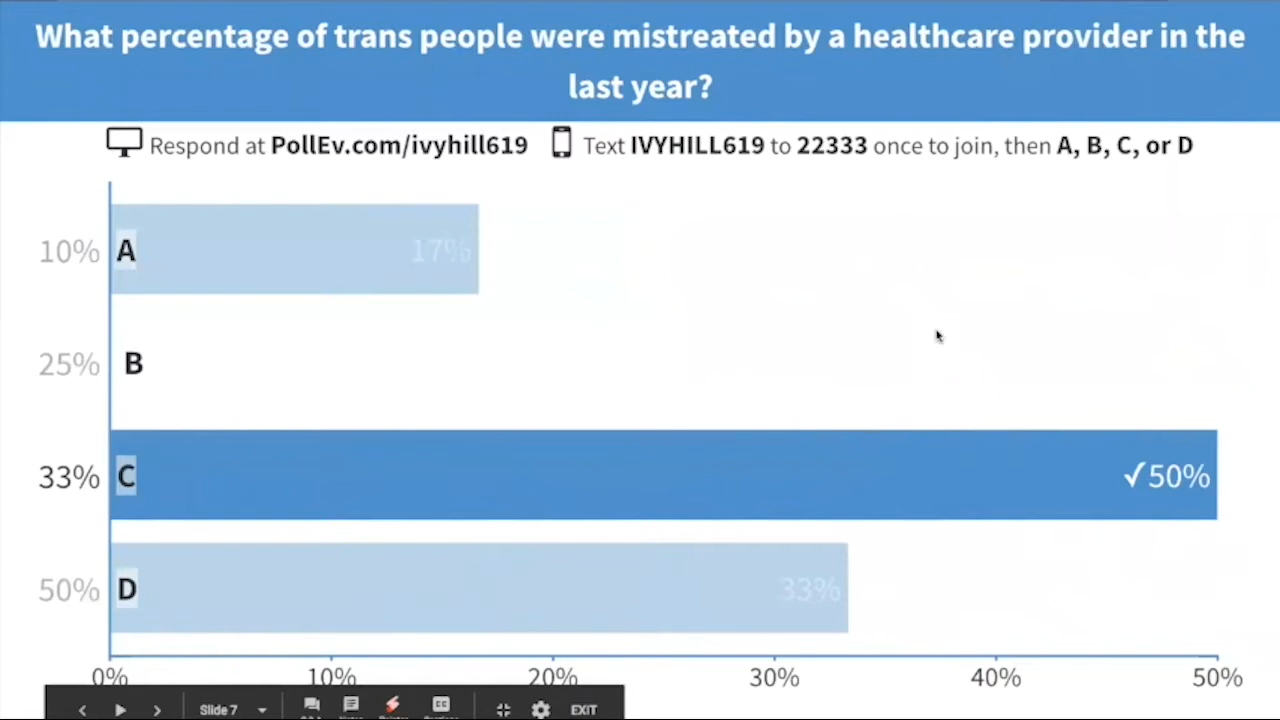 What percentage of trans people were mistreated by a healthcare provider in the
last year?
Respond at PollEv.com/ivyhill619 Text IVYHILL619 to 22333 once to join, then A, B, C, or D
10% A 17%
25% B
33% C ✓50%
50% D 33%
0% 10% 20% 30% 40% 50%
Slide 7 EXIT